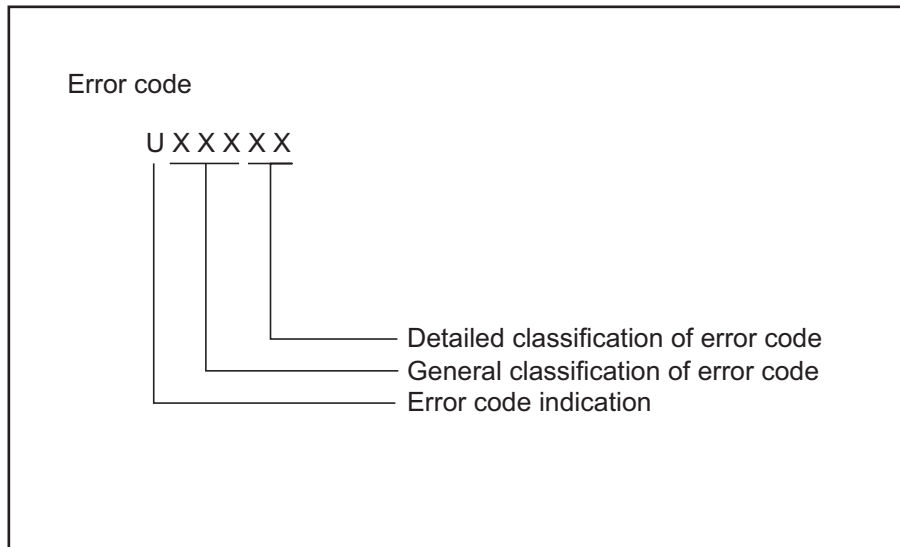 Error code
U X X X X X
Detailed classification of error code
General classification of error code
Error code indication